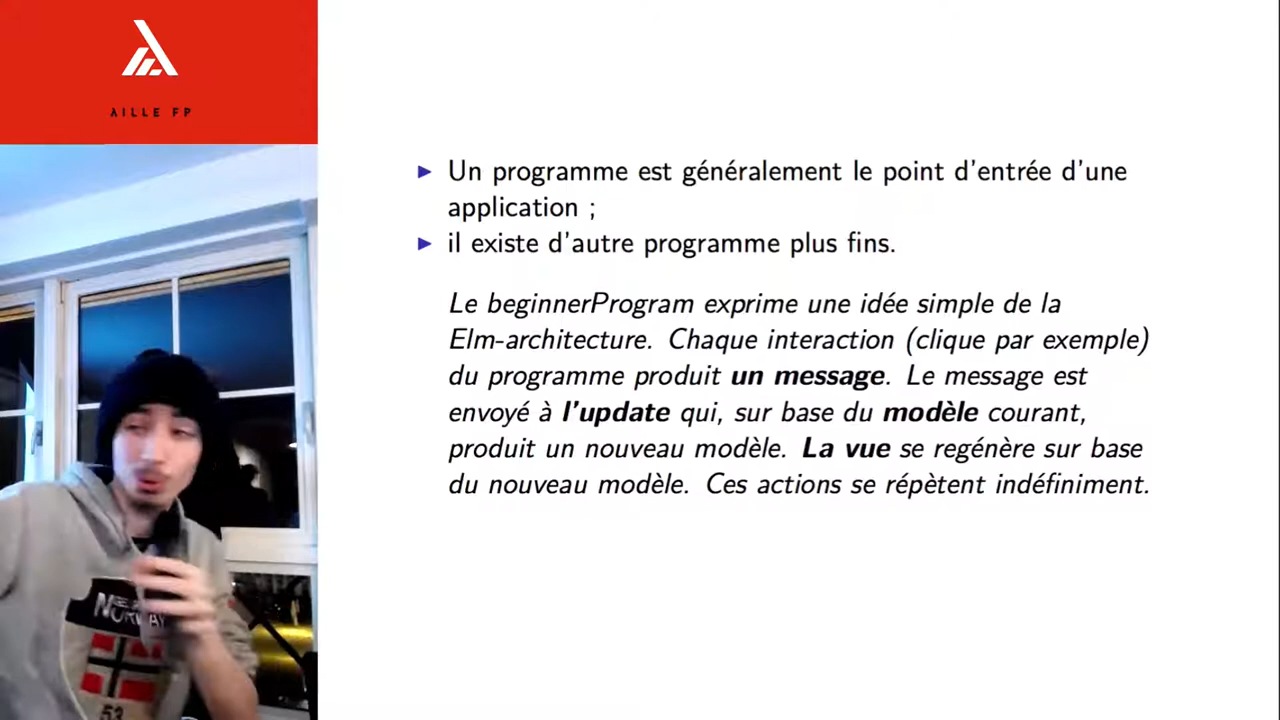 λILLE FP
▶ Un programme est généralement le point d'entrée d'une
application ;
▶ il existe d'autre programme plus fins.
Le beginnerProgram exprime une idée simple de la
Elm-architecture. Chaque interaction (clique par exemple)
du programme produit un message. Le message est
envoyé à l'update qui, sur base du modèle courant,
produit un nouveau modèle. La vue se regénère sur base
du nouveau modèle. Ces actions se répètent indéfiniment.
NORWAY
53